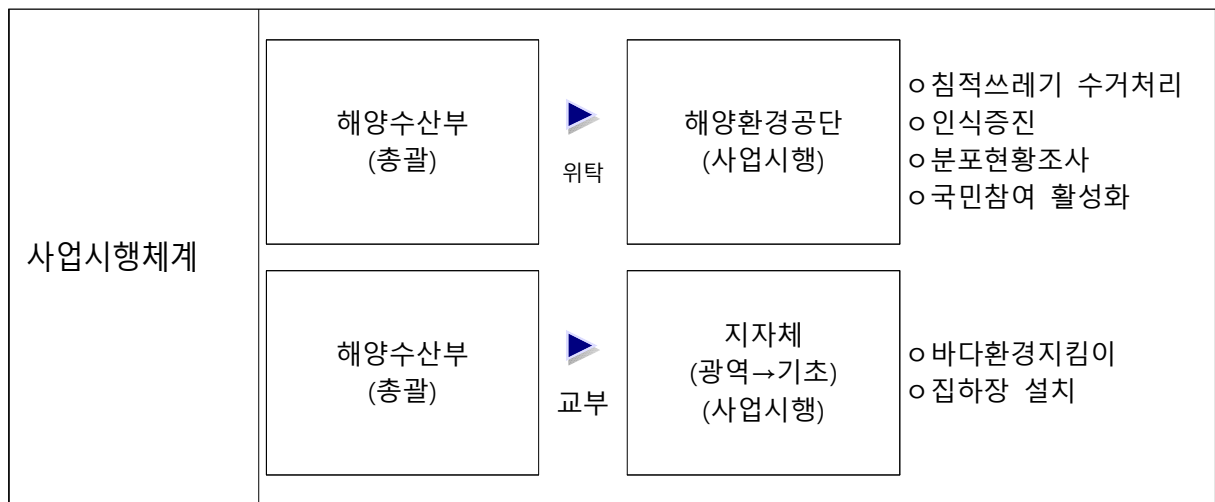 사업시행체계
해양수산부
(총괄)
위탁
해양환경공단
(사업시행)
ㅇ침적쓰레기 수거처리
ㅇ인식증진
ㅇ분포현황조사
ㅇ국민참여 활성화
해양수산부
(총괄)
교부
지자체
(광역→기초)
(사업시행)
ㅇ바다환경지킴이
ㅇ집하장 설치